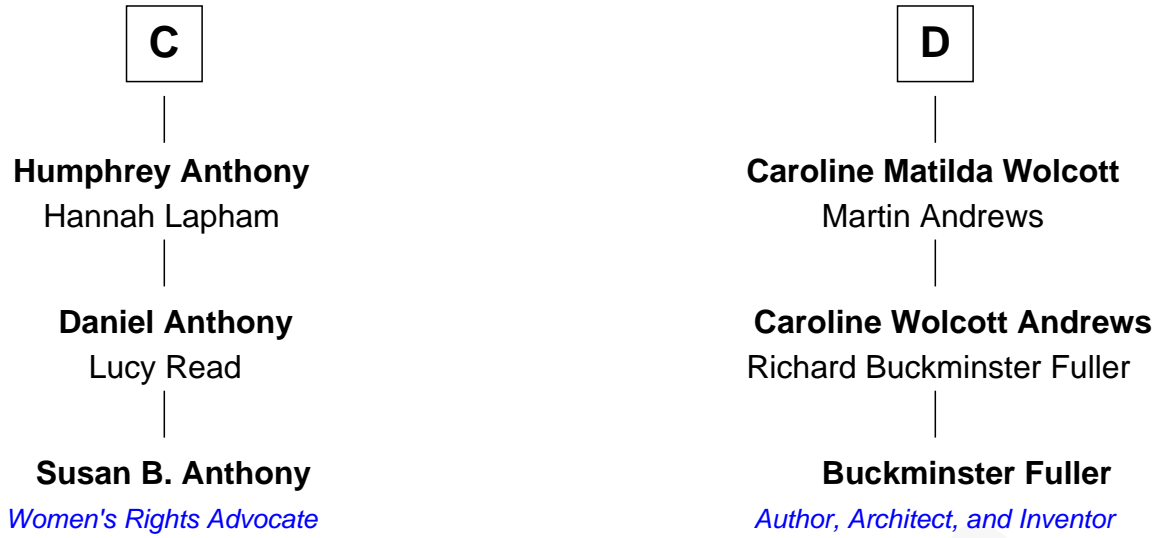 C
Humphrey Anthony
Hannah Lapham
Daniel Anthony
Lucy Read
Susan B. Anthony
Women's Rights Advocate
D
Caroline Matilda Wolcott
Martin Andrews
Caroline Wolcott Andrews
Richard Buckminster Fuller
Buckminster Fuller
Author, Architect, and Inventor